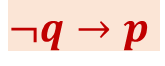 ¬𝒒 → 𝒑